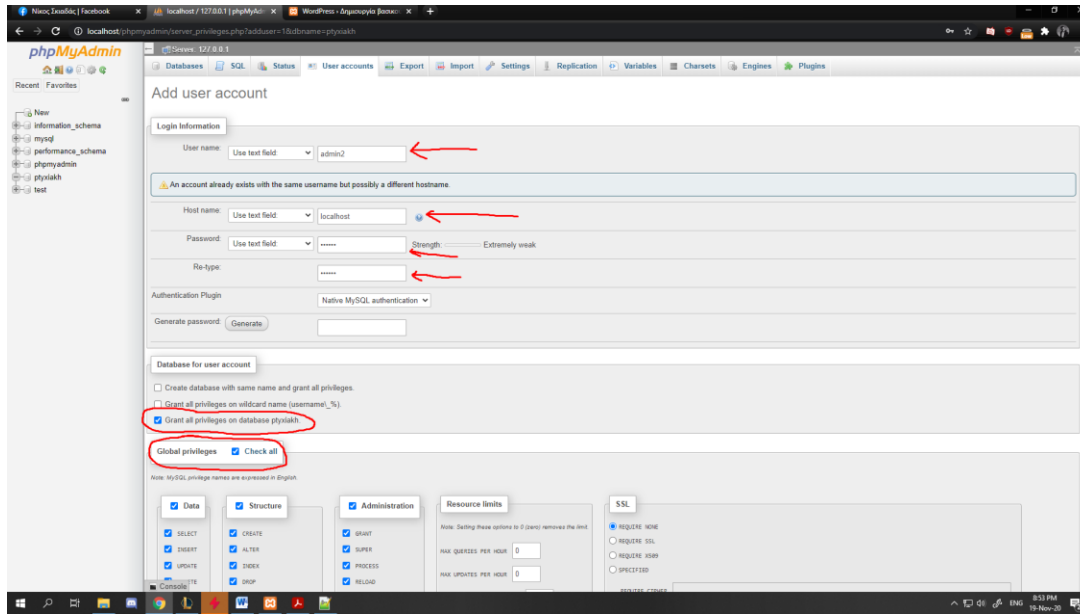 Νίκος Σκιαδάς | Facebook
localhost / 127.0.0.1 | phpMyAdm
WordPress › Δημιουργία βασικο
localhost/phpmyadmin/server_privileges.php?adduser=1&dbname=ptyxiakh
phpMyAdmin
Recent Favorites
New
information_schema
mysql
performance_schema
phpmyadmin
ptyxiakh
test
Server: 127.0.0.1
Databases SQL Status User accounts Export Import Settings Replication Variables Charsets Engines Plugins
Add user account
Login Information
User name: Use text field: admin2
An account already exists with the same username but possibly a different hostname.
Host name: Use text field: localhost
Password: Use text field: •••••• Strength: Extremely weak
Re-type: ••••••
Authentication Plugin Native MySQL authentication
Generate password: Generate
Database for user account
Create database with same name and grant all privileges.
Grant all privileges on wildcard name (username\_%).
Grant all privileges on database ptyxiakh.
Global privileges Check all
Note: MySQL privilege names are expressed in English.
Data Structure Administration Resource limits SSL
Note: Setting these options to 0 (zero) removes the limit.
SELECT CREATE GRANT REQUIRE NONE
INSERT ALTER SUPER MAX QUERIES PER HOUR 0 REQUIRE SSL
UPDATE INDEX PROCESS REQUIRE X509
DROP RELOAD MAX UPDATES PER HOUR 0 SPECIFIED
Console
REQUIRE CIPHER
ENG 8:53 PM
19-Nov-20